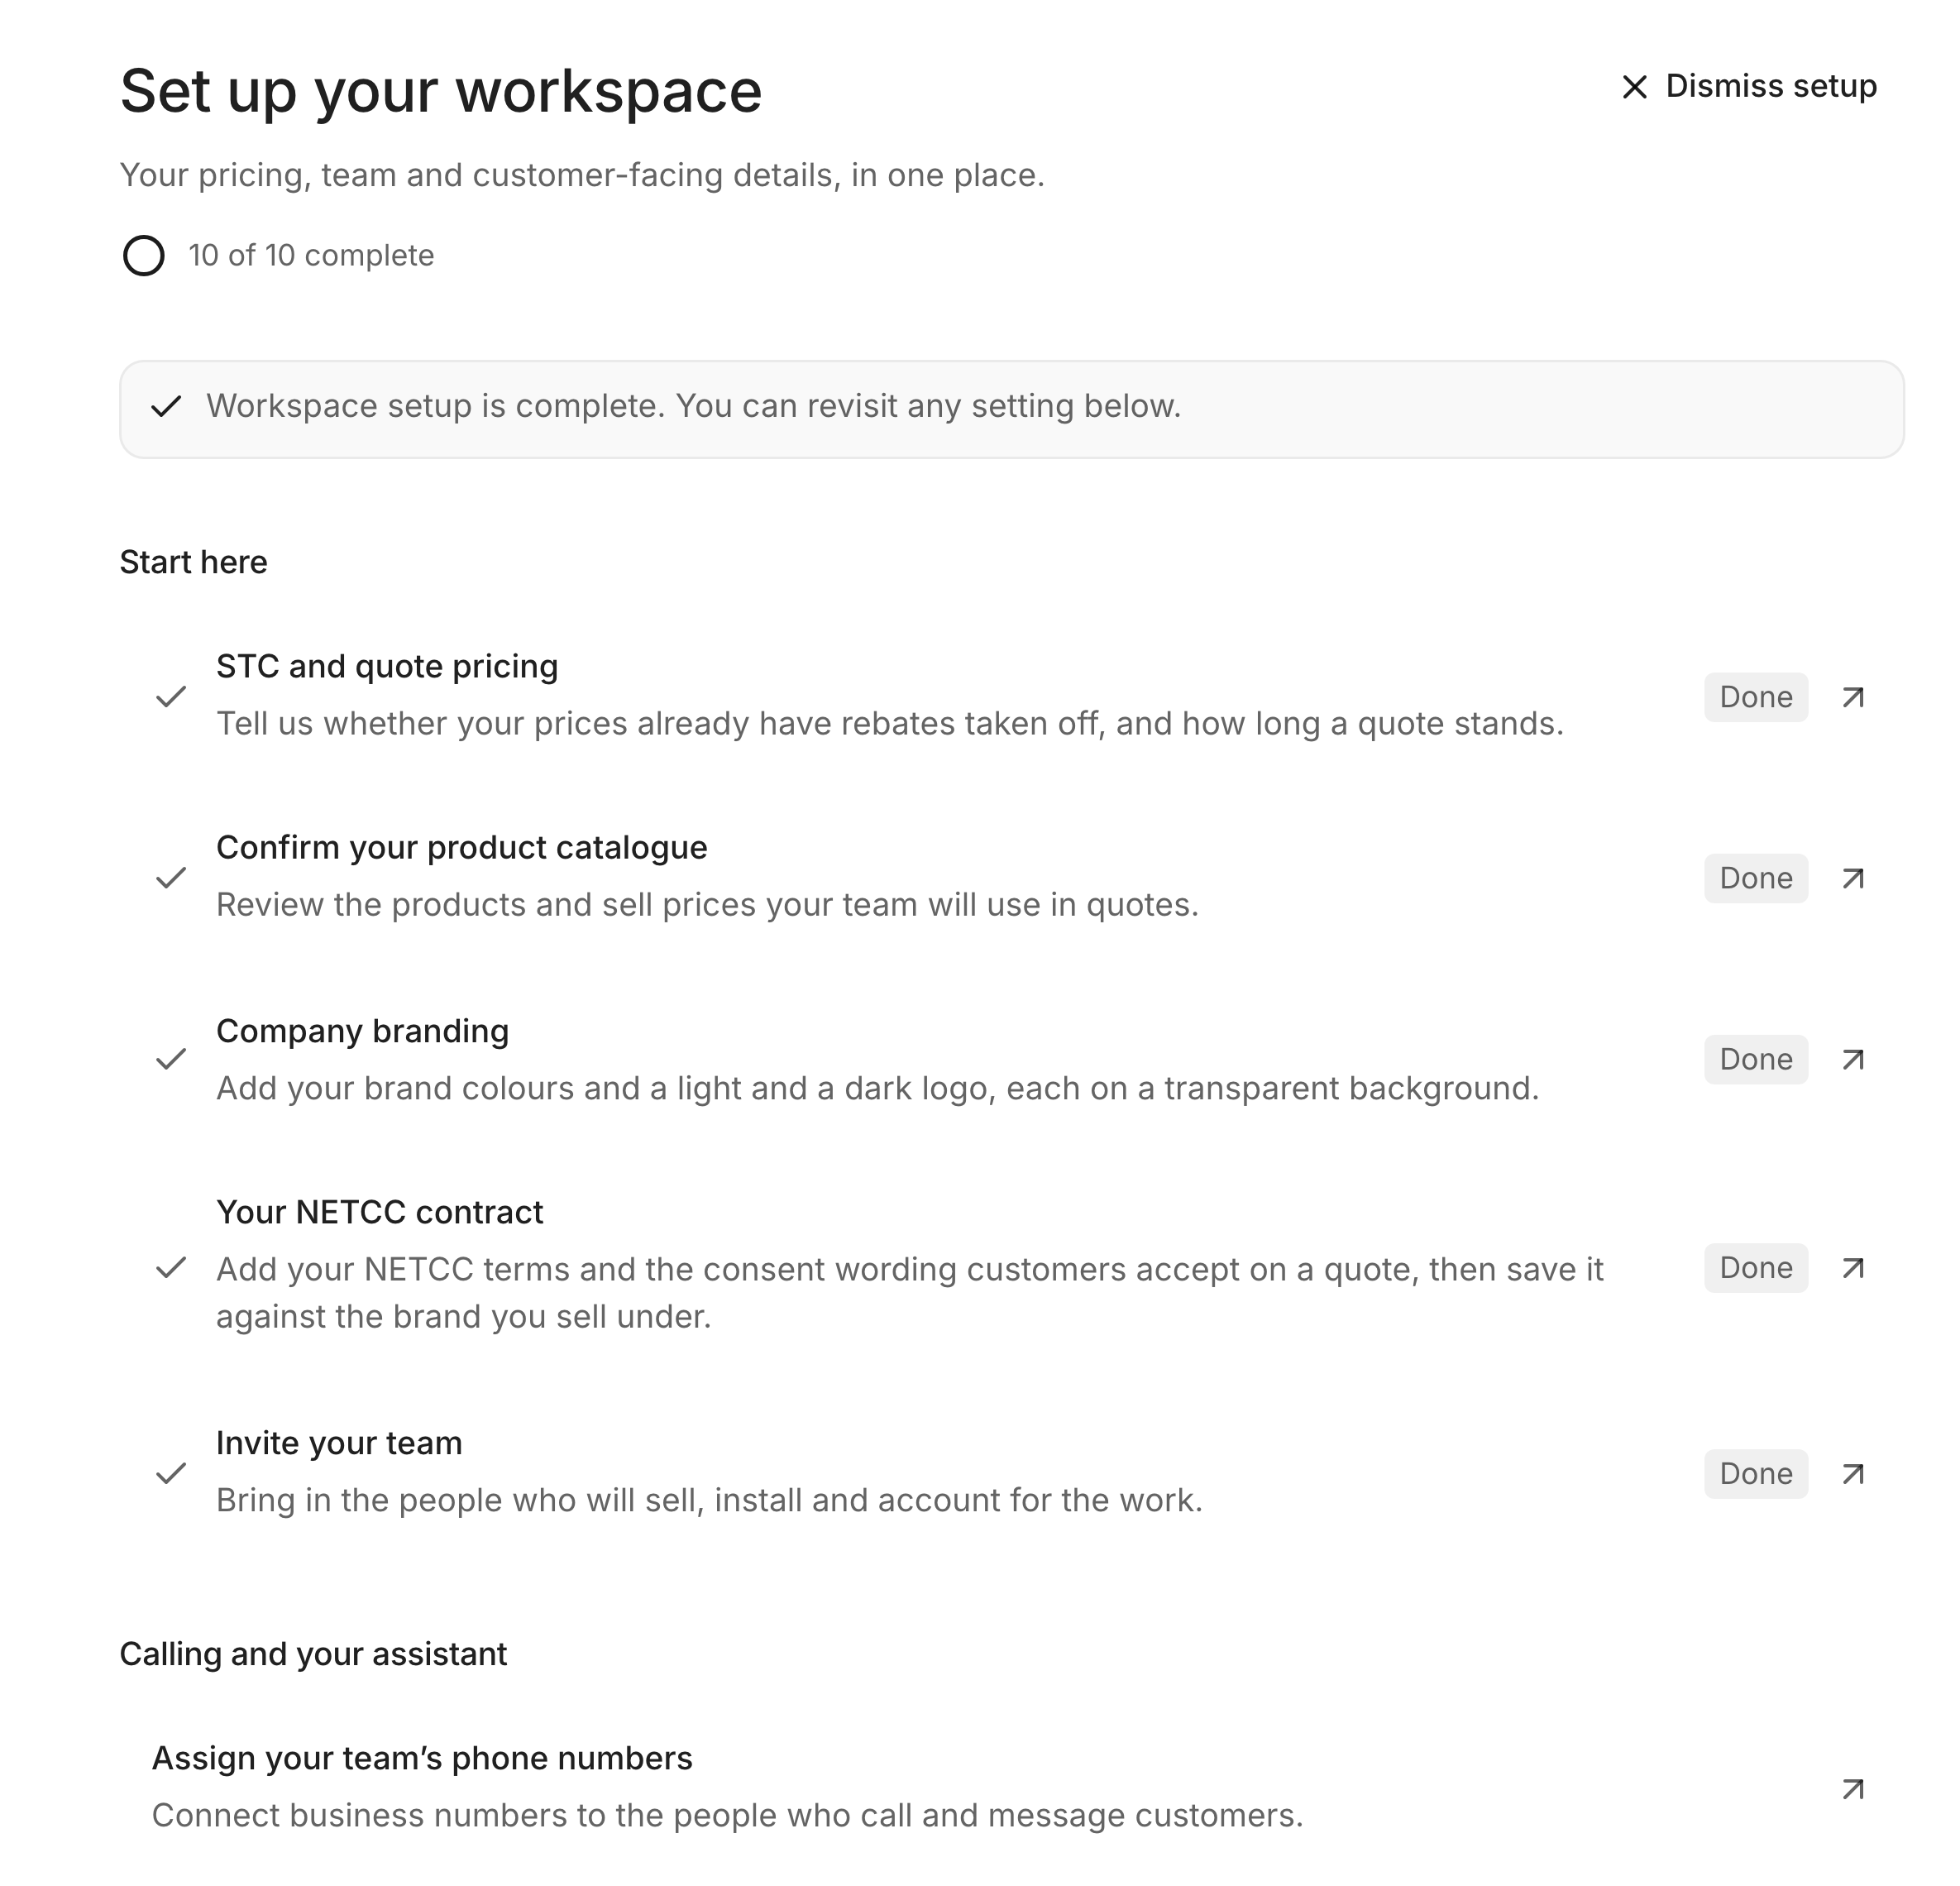 Set up your workspace
Dismiss setup
Your pricing, team and customer-facing details, in one place.
10 of 10 complete
Workspace setup is complete. You can revisit any setting below.
Start here
STC and quote pricing
Tell us whether your prices already have rebates taken off, and how long a quote stands.
Done
Confirm your product catalogue
Review the products and sell prices your team will use in quotes.
Done
Company branding
Add your brand colours and a light and a dark logo, each on a transparent background.
Done
Your NETCC contract
Add your NETCC terms and the consent wording customers accept on a quote, then save it
against the brand you sell under.
Done
Invite your team
Bring in the people who will sell, install and account for the work.
Done
Calling and your assistant
Assign your team’s phone numbers
Connect business numbers to the people who call and message customers.